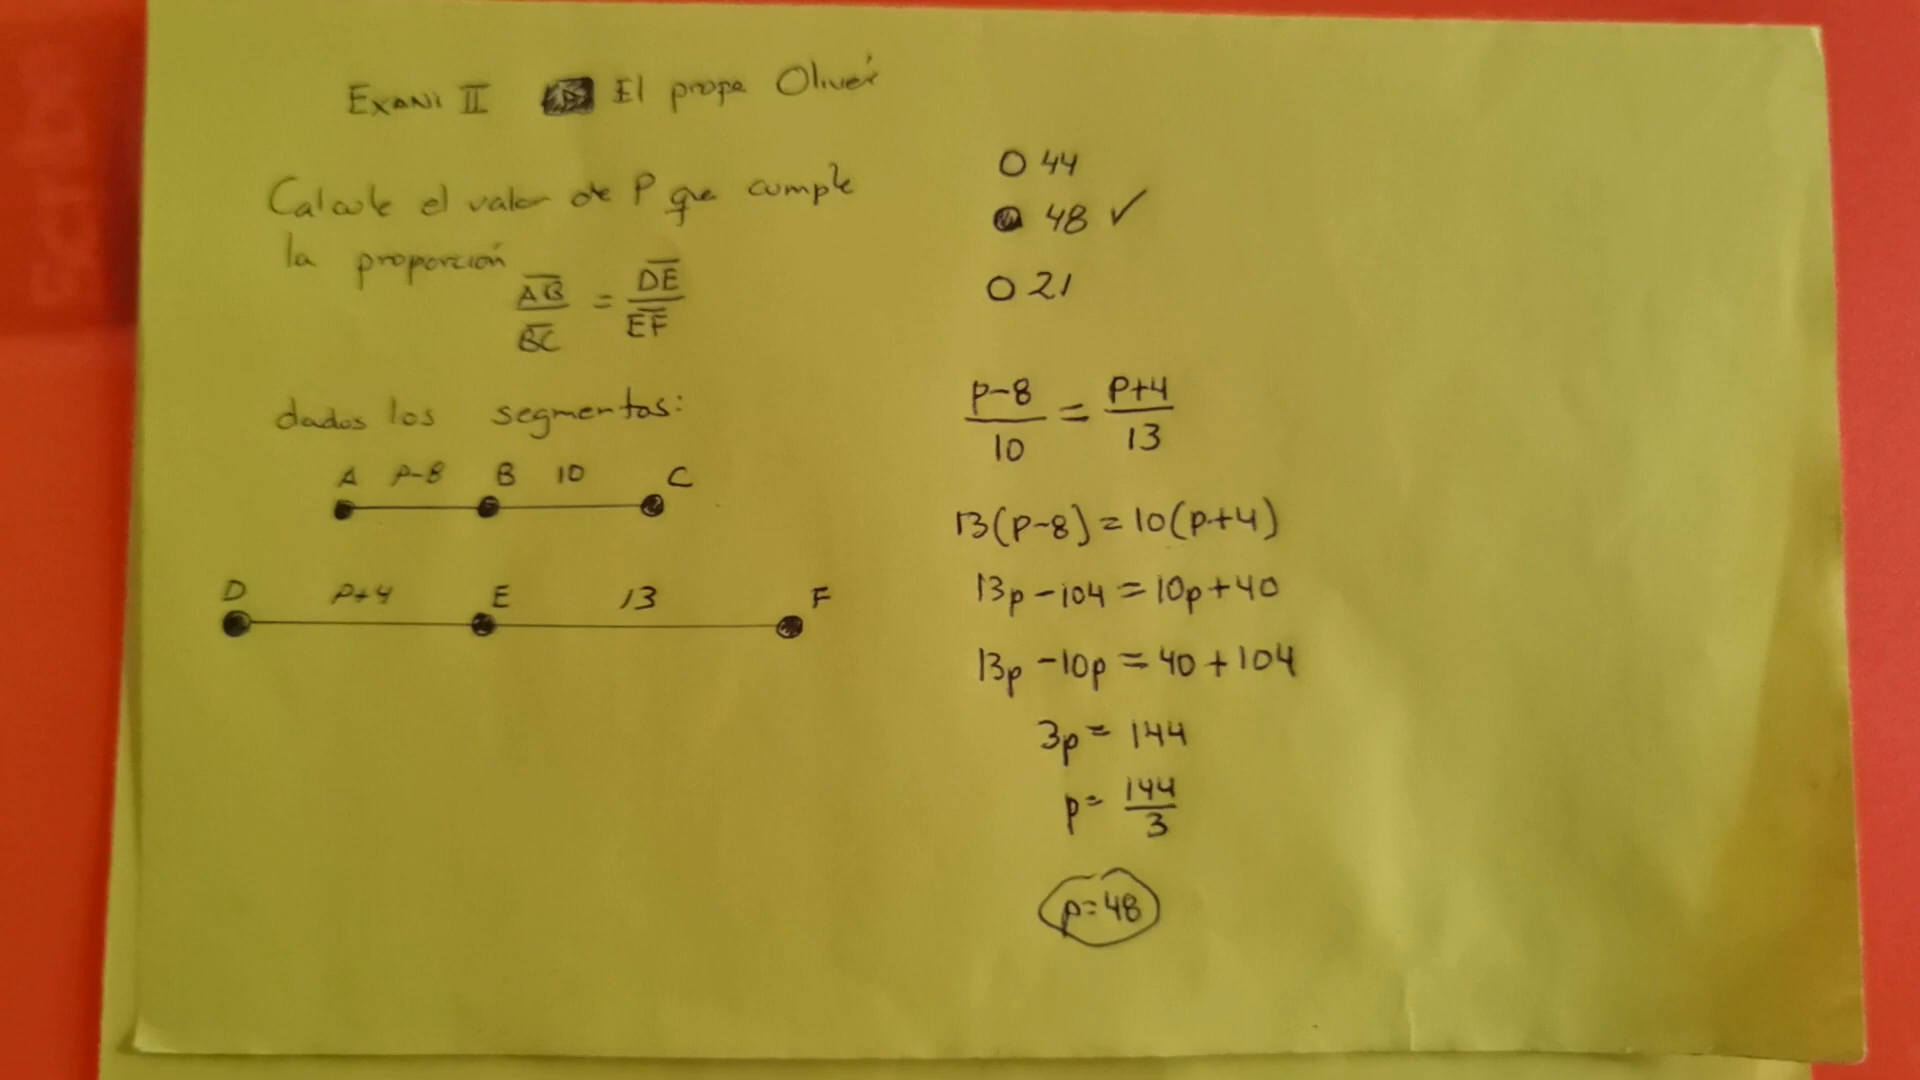 EXANI II El profe Oliver
Calcule el valor de P que cumple
la proporción
AB/BC = DE/EF
dados los segmentos:
A P-8 B 10 C
D P+4 E 13 F
44
48 ✓
21
p-8/10 = P+4/13
13(p-8)=10(p+4)
13p-104=10p+40
13p-10p=40+104
3p=144
p=144/3
p=48